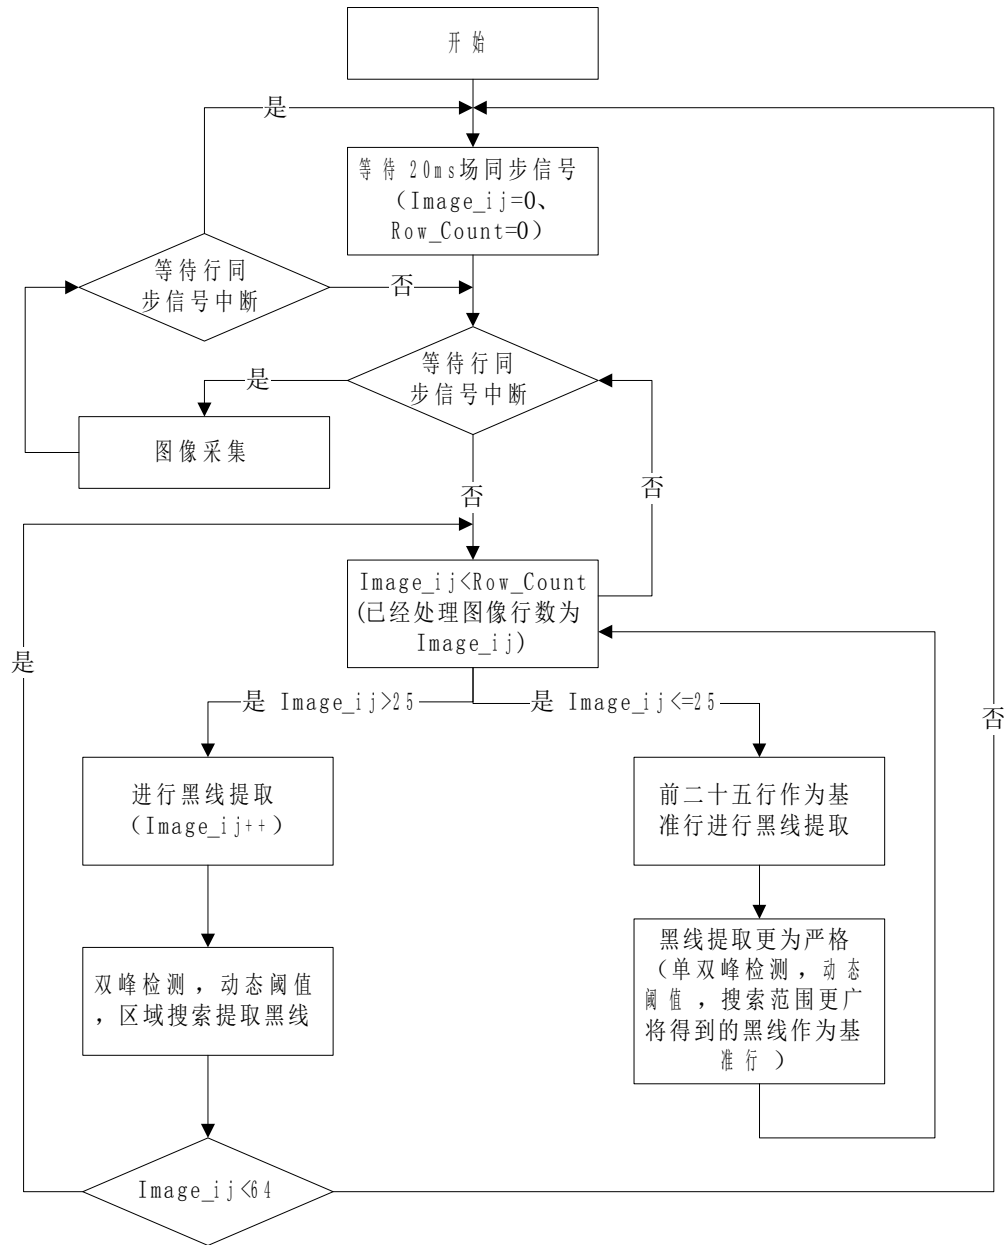 开始
是
等待20ms场同步信号
（Image_ij=0、
Row_Count=0）
等待行同
步信号中断
否
等待行同
步信号中断
是
图像采集
否
否
Image_ij<Row_Count
(已经处理图像行数为
Image_ij)
是
是 Image_ij>25
是 Image_ij<=25
否
进行黑线提取
（Image_ij++）
前二十五行作为基
准行进行黑线提取
双峰检测，动态阈值
，区域搜索提取黑线
黑线提取更为严格
（单双峰检测，动态
阈值，搜索范围更广
将得到的黑线作为基
准行）
Image_ij<64